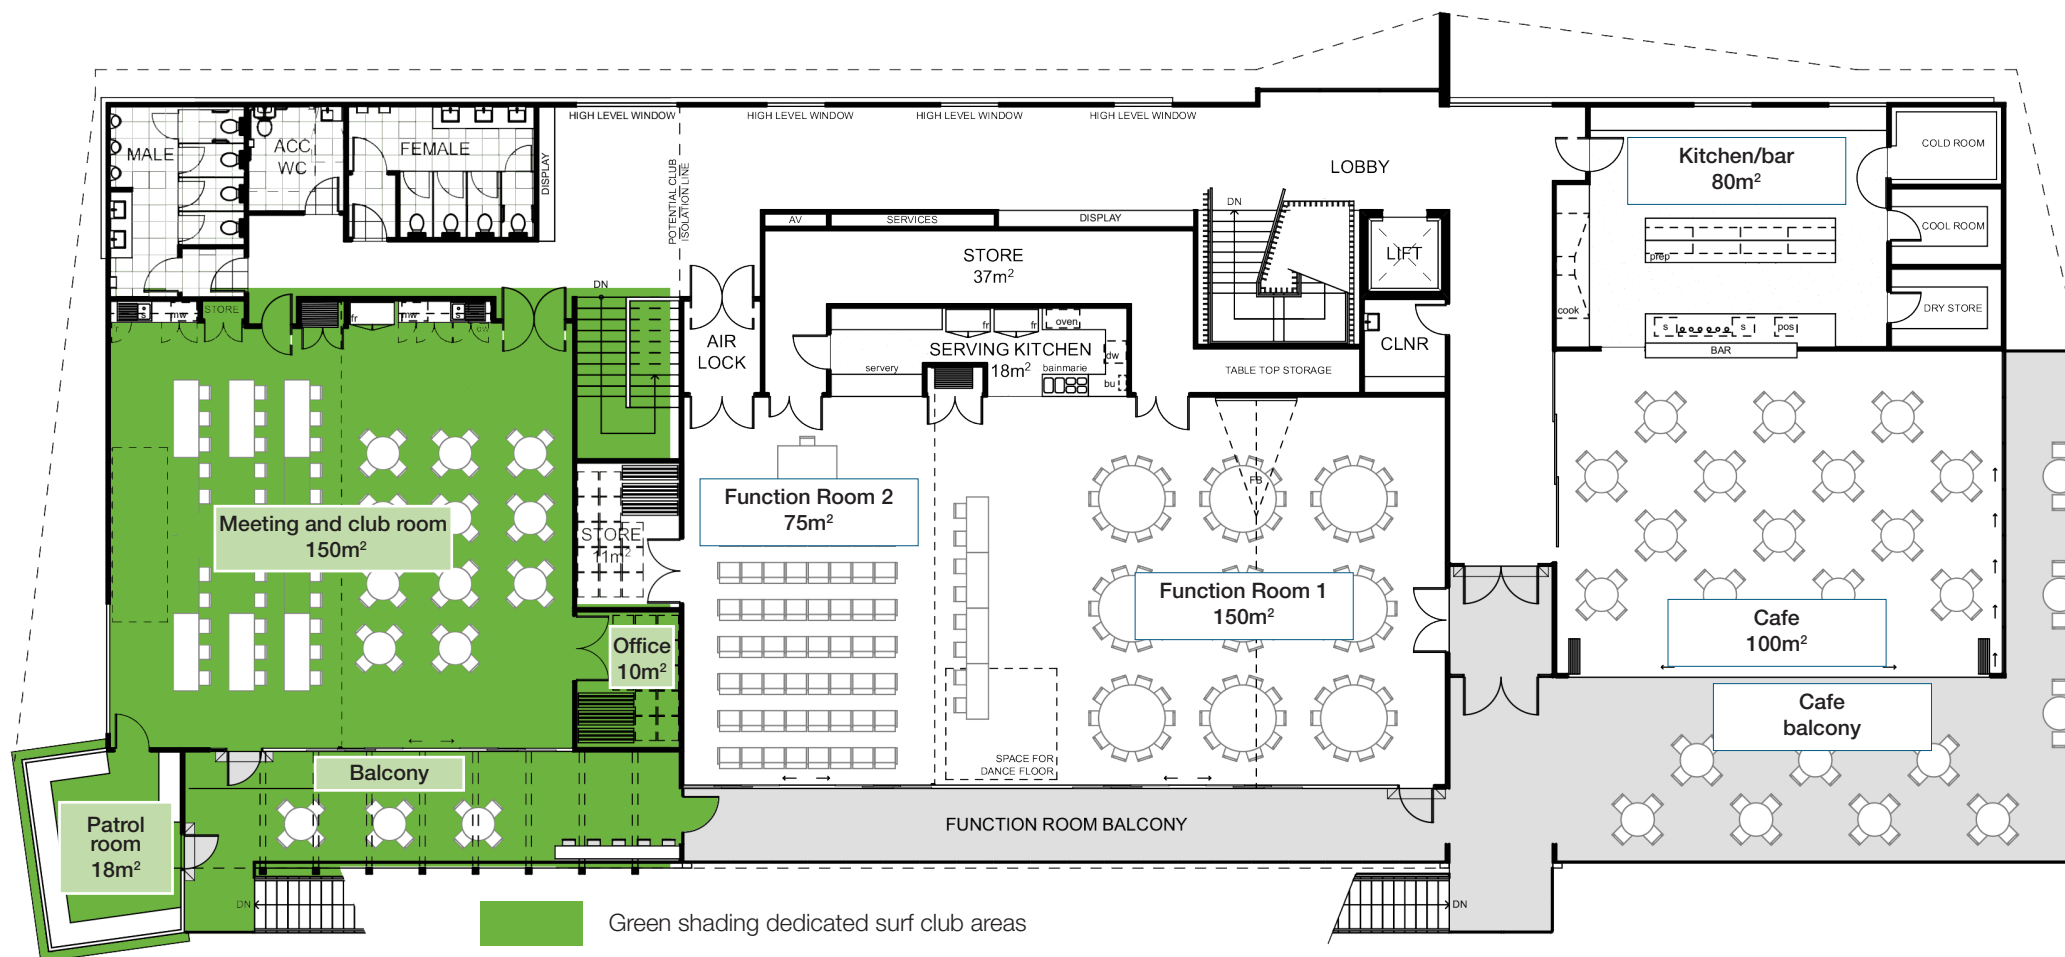 HIGH LEVEL WINDOW
HIGH LEVEL WINDOW
HIGH LEVEL WINDOW
HIGH LEVEL WINDOW
MALE
ACC
WC
FEMALE
DISPLAY
POTENTIAL CLUB
ISOLATION LINE
LOBBY
Kitchen/bar
80m²
COLD ROOM
COOL ROOM
DRY STORE
prep
cook
s
s
pos
BAR
AV
SERVICES
DISPLAY
DN
LIFT
STORE
37m²
CLNR
TABLE TOP STORAGE
DN
AIR
LOCK
fr
fr
oven
SERVING KITCHEN
18m²
servery
bainmarie
dw
bu
s
mw
STORE
fr
mw
s
Meeting and club room
150m²
STORE
11m²
Office
10m²
Function Room 2
75m²
FB
Function Room 1
150m²
SPACE FOR
DANCE FLOOR
Cafe
100m²
Cafe
balcony
Balcony
Patrol
room
18m²
FUNCTION ROOM BALCONY
DN
DN
Green shading dedicated surf club areas